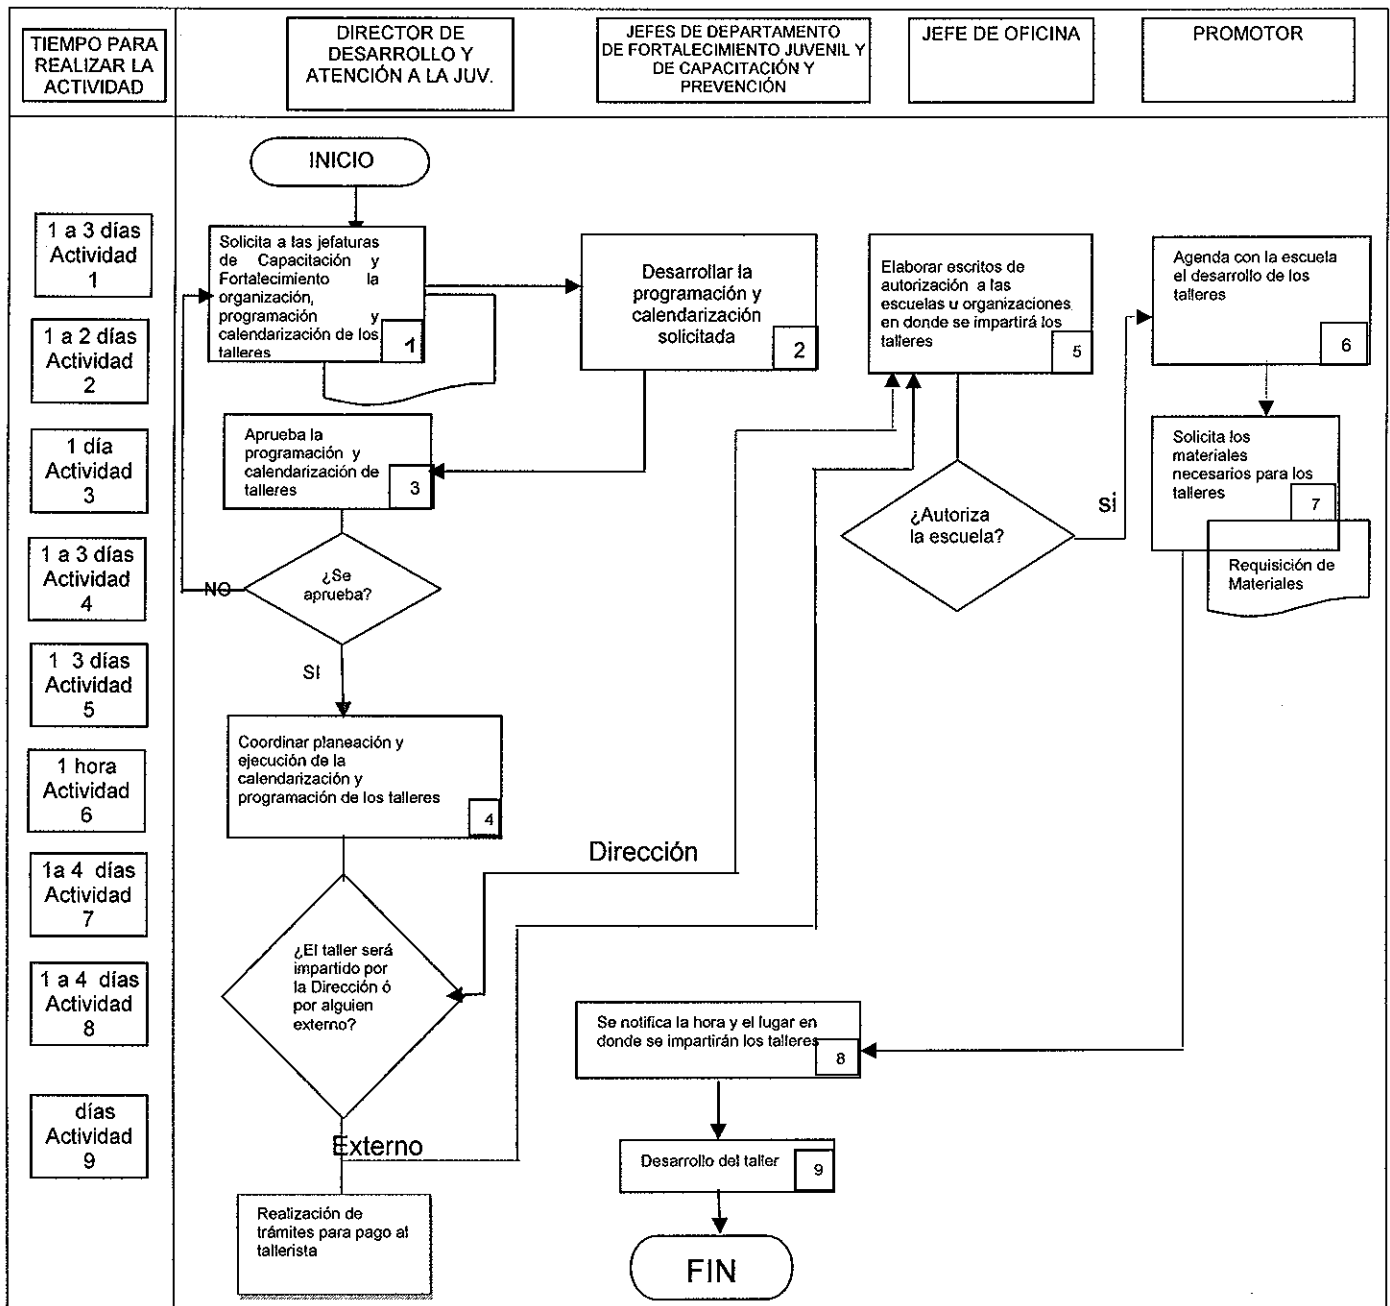 TIEMPO PARA
REALIZAR LA
ACTIVIDAD
DIRECTOR DE
DESARROLLO Y
ATENCIÓN A LA JUV.
JEFES DE DEPARTAMENTO
DE FORTALECIMIENTO JUVENIL Y
DE CAPACITACIÓN Y
PREVENCIÓN
JEFE DE OFICINA
PROMOTOR
1 a 3 días
Actividad
1
1 a 2 días
Actividad
2
1 día
Actividad
3
1 a 3 días
Actividad
4
1 3 días
Actividad
5
1 hora
Actividad
6
1a 4 días
Actividad
7
1 a 4 días
Actividad
8
días
Actividad
9
INICIO
Solicita a las jefaturas
de Capacitación y
Fortalecimiento la
organización,
programación y
calendarización de los
talleres
1
Desarrollar la
programación y
calendarización
solicitada
2
Aprueba la
programación y
calendarización de
talleres
3
¿Se
aprueba?
NO
SI
Coordinar planeación y
ejecución de la
calendarización y
programación de los talleres
4
¿El taller será
impartido por
la Dirección ó
por alguien
externo?
Dirección
Externo
Realización de
trámites para pago al
tallerista
Elaborar escritos de
autorización a las
escuelas u organizaciones
en donde se impartirá los
talleres
5
¿Autoriza
la escuela?
si
Agenda con la escuela
el desarrollo de los
talleres
6
Solicita los
materiales
necesarios para los
talleres
7
Requisición de
Materiales
Se notifica la hora y el lugar en
donde se impartirán los talleres
8
Desarrollo del taller
9
FIN